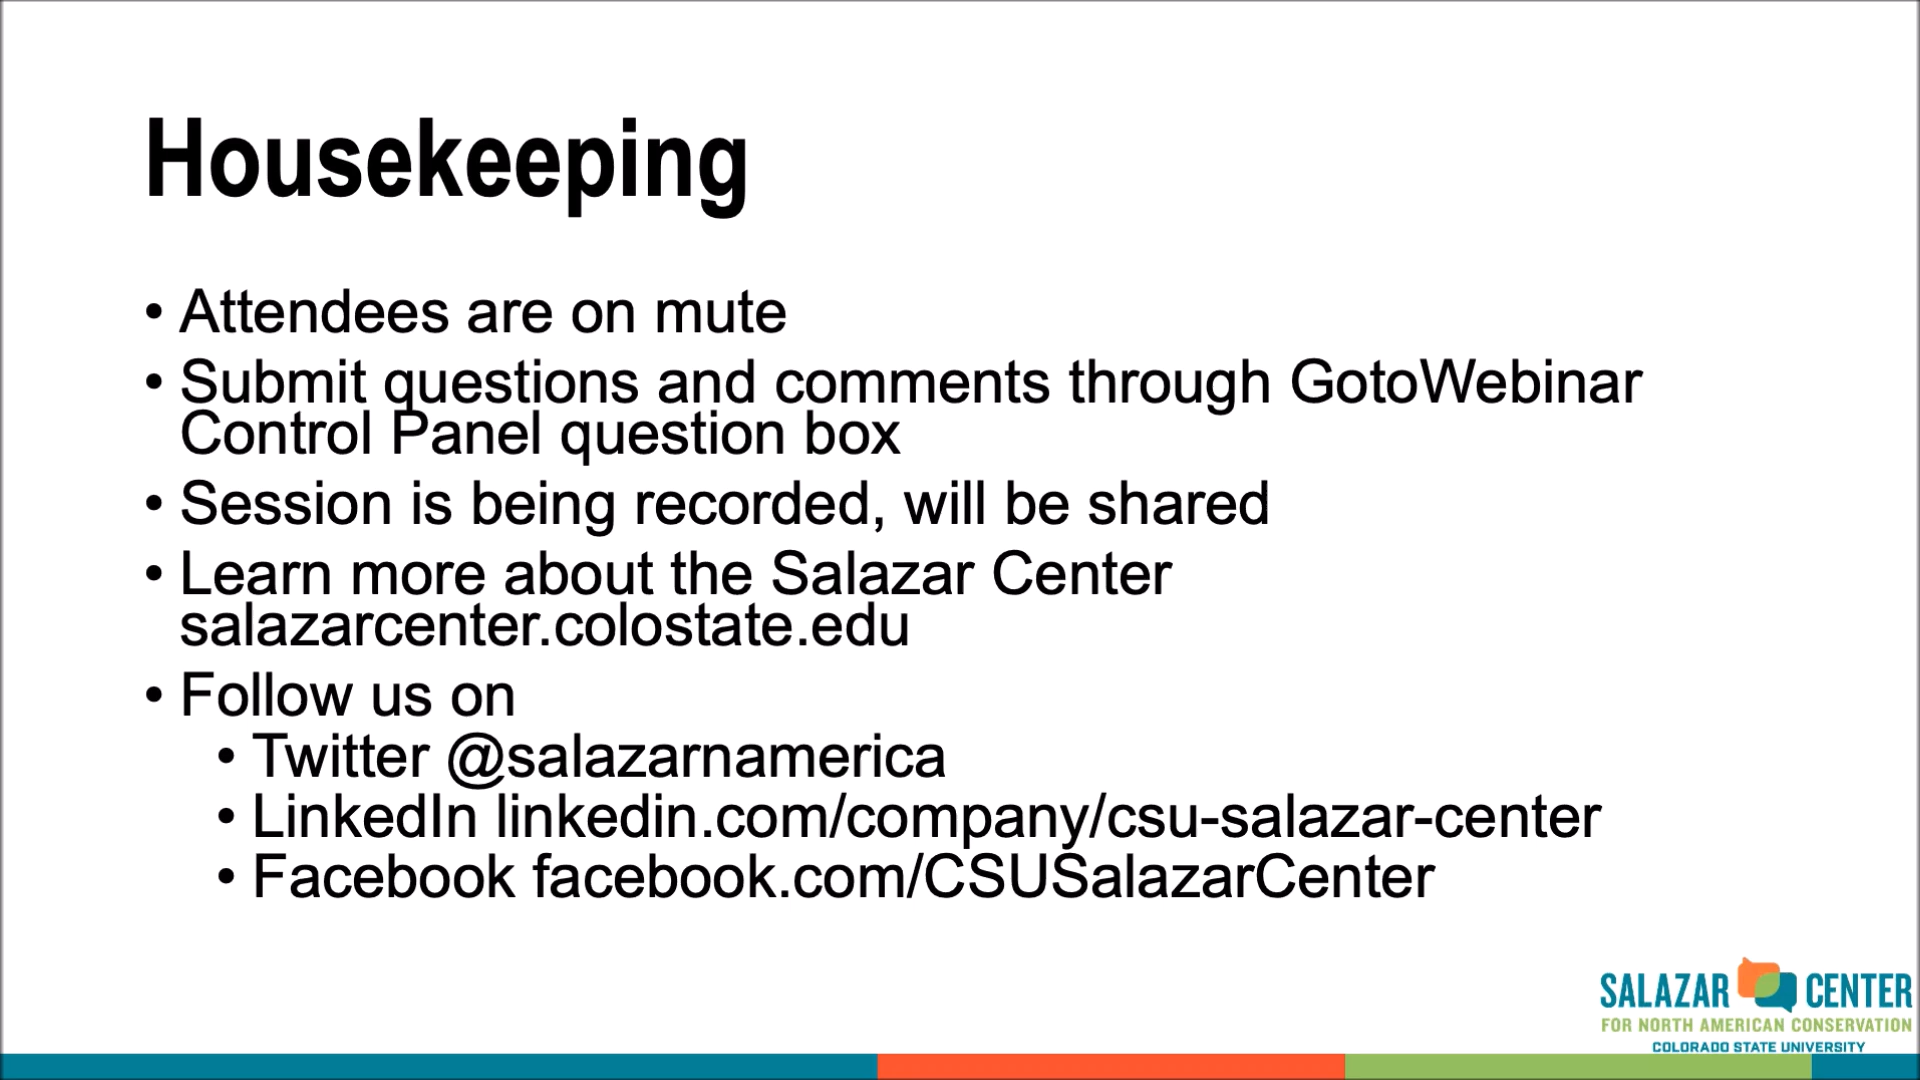 Housekeeping
• Attendees are on mute
• Submit questions and comments through GotoWebinar
Control Panel question box
• Session is being recorded, will be shared
• Learn more about the Salazar Center
salazarcenter.colostate.edu
• Follow us on
• Twitter @salazarnamerica
• LinkedIn linkedin.com/company/csu-salazar-center
• Facebook facebook.com/CSUSalazarCenter
SALAZAR CENTER
FOR NORTH AMERICAN CONSERVATION
COLORADO STATE UNIVERSITY